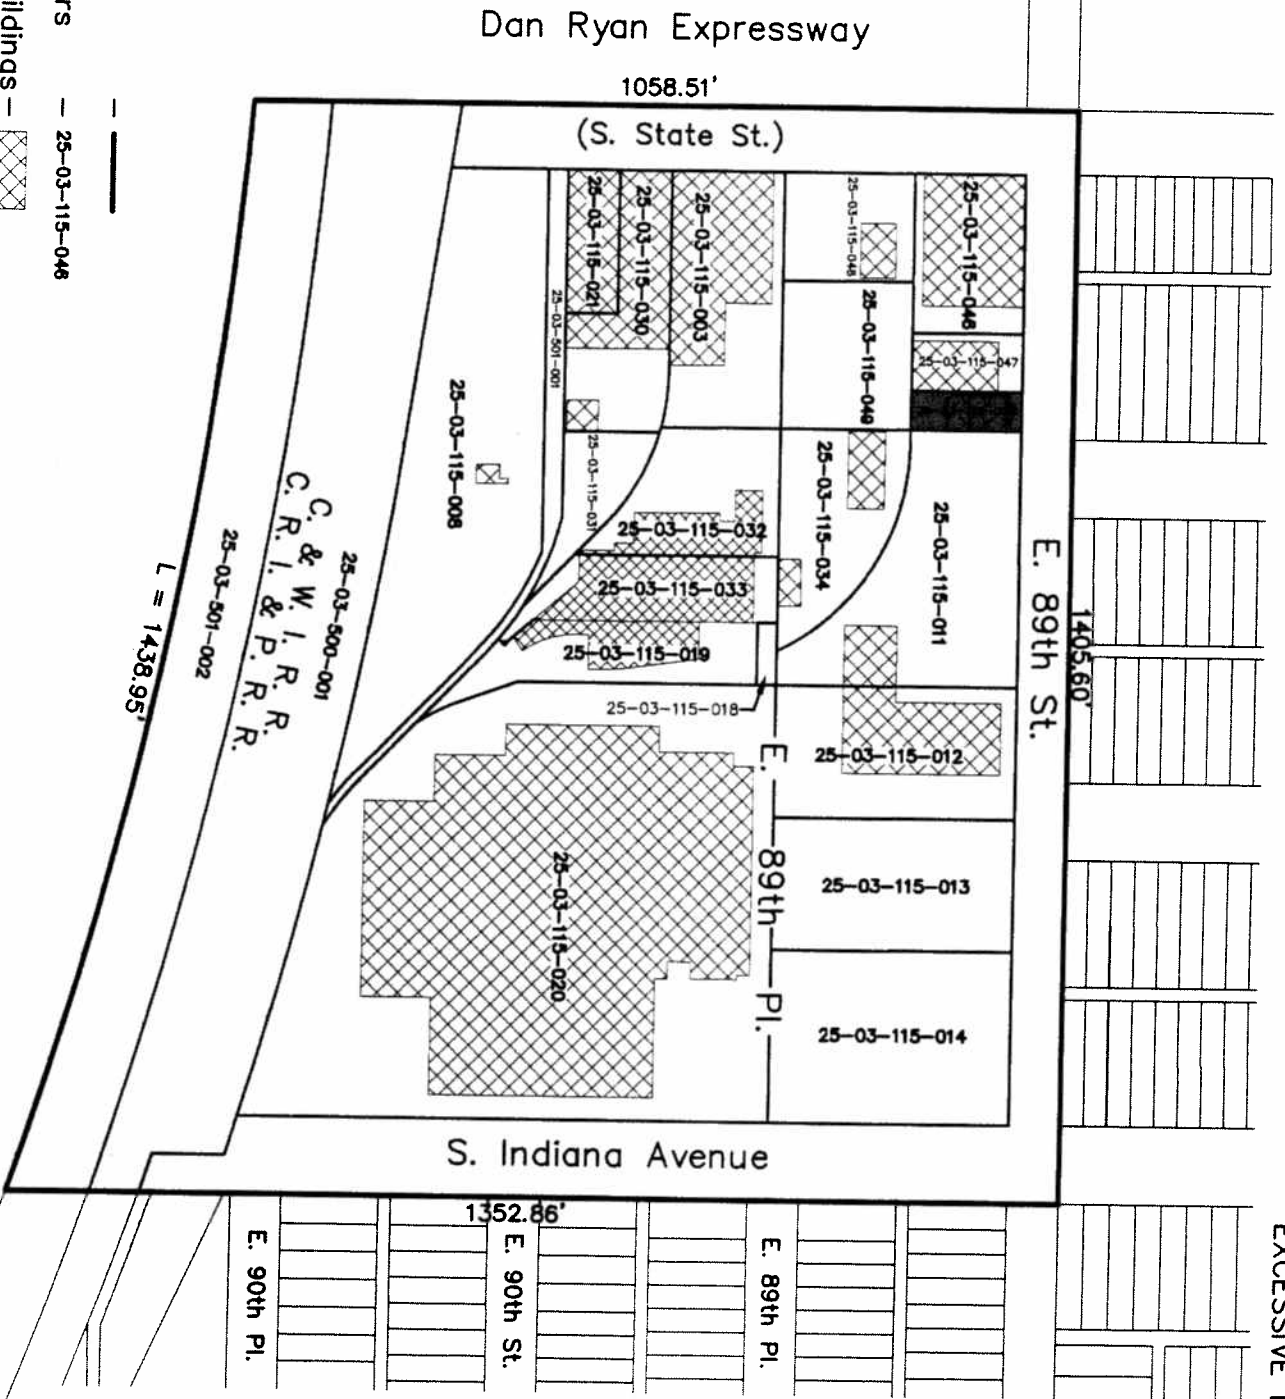 Dan Ryan Expressway
1058.51'
(S. State St.)
rs – 25-03-115-046
ildings –
25-03-115-021
25-03-115-030
25-03-115-003
25-03-115-048
25-03-115-046
25-03-501-001
25-03-115-049
25-03-115-047
25-03-115-008
25-03-115-031
25-03-115-032
25-03-115-034
25-03-115-011
25-03-115-033
25-03-115-019
25-03-115-018
25-03-115-012
E. 89th St.
1405.60'
C. & W. I. R. R.
C. R. I. & P. R. R.
25-03-500-001
25-03-501-002
L = 1438.95'
E. 89th Pl.
25-03-115-013
25-03-115-020
25-03-115-014
S. Indiana Avenue
1352.86'
E. 90th Pl.
E. 90th St.
E. 89th Pl.
EXCESSIVE